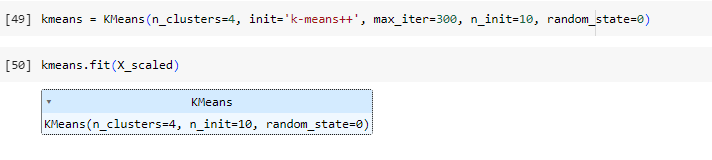 [49] kmeans = KMeans(n_clusters=4, init='k-means++', max_iter=300, n_init=10, random_state=0)
[50] kmeans.fit(X_scaled)
KMeans
KMeans(n_clusters=4, n_init=10, random_state=0)